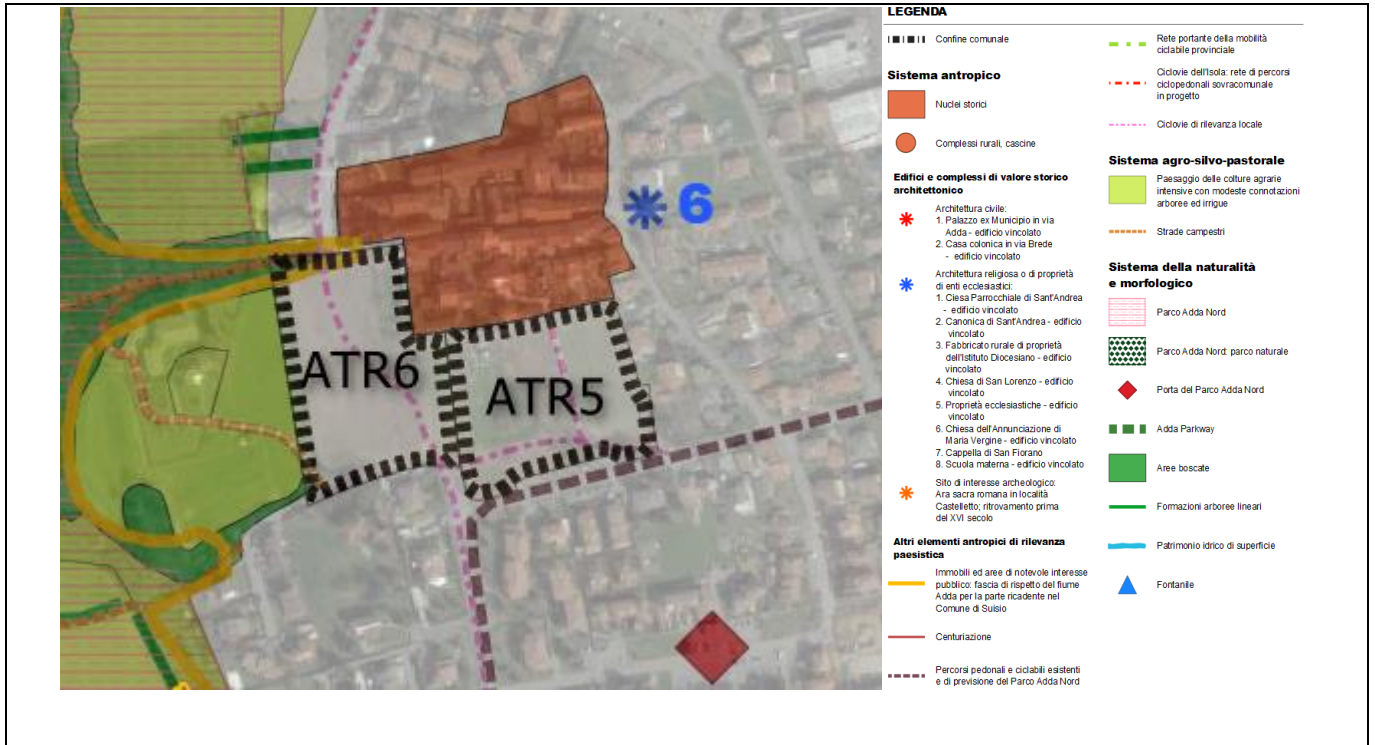 6
ATR6
ATR5
LEGENDA
Confine comunale
Sistema antropico
Nuclei storici
Complessi rurali, cascine
Edifici e complessi di valore storico
architettonico
Architettura civile:
1. Palazzo ex Municipio in via
Adda - edificio vincolato
2. Casa colonica in via Brede
- edificio vincolato
Architettura religiosa o di proprietà
di enti ecclesiastici:
1. Ciesa Parrocchiale di Sant'Andrea
- edificio vincolato
2. Canonica di Sant'Andrea - edificio
vincolato
3. Fabbricato rurale di proprietà
dell'Istituto Diocesiano - edificio
vincolato
4. Chiesa di San Lorenzo - edificio
vincolato
5. Proprietà ecclesiastiche - edificio
vincolato
6. Chiesa dell'Annunciazione di
Maria Vergine - edificio vincolato
7. Cappella di San Fiorano
8. Scuola materna - edificio vincolato
Sito di interesse archeologico:
Ara sacra romana in località
Castelletto; ritrovamento prima
del XVI secolo
Altri elementi antropici di rilevanza
paesistica
Immobili ed aree di notevole interesse
pubblico: fascia di rispetto del fiume
Adda per la parte ricadente nel
Comune di Suisio
Centuriazione
Percorsi pedonali e ciclabili esistenti
e di previsione del Parco Adda Nord
Rete portante della mobilità
ciclabile provinciale
Ciclovie dell'Isola: rete di percorsi
ciclopedonali sovracomunale
in progetto
Ciclovie di rilevanza locale
Sistema agro-silvo-pastorale
Paesaggio delle colture agrarie
intensive con modeste connotazioni
arboree ed irrigue
Strade campestri
Sistema della naturalità
e morfologico
Parco Adda Nord
Parco Adda Nord: parco naturale
Porta del Parco Adda Nord
Adda Parkway
Aree boscate
Formazioni arboree lineari
Patrimonio idrico di superficie
Fontanile